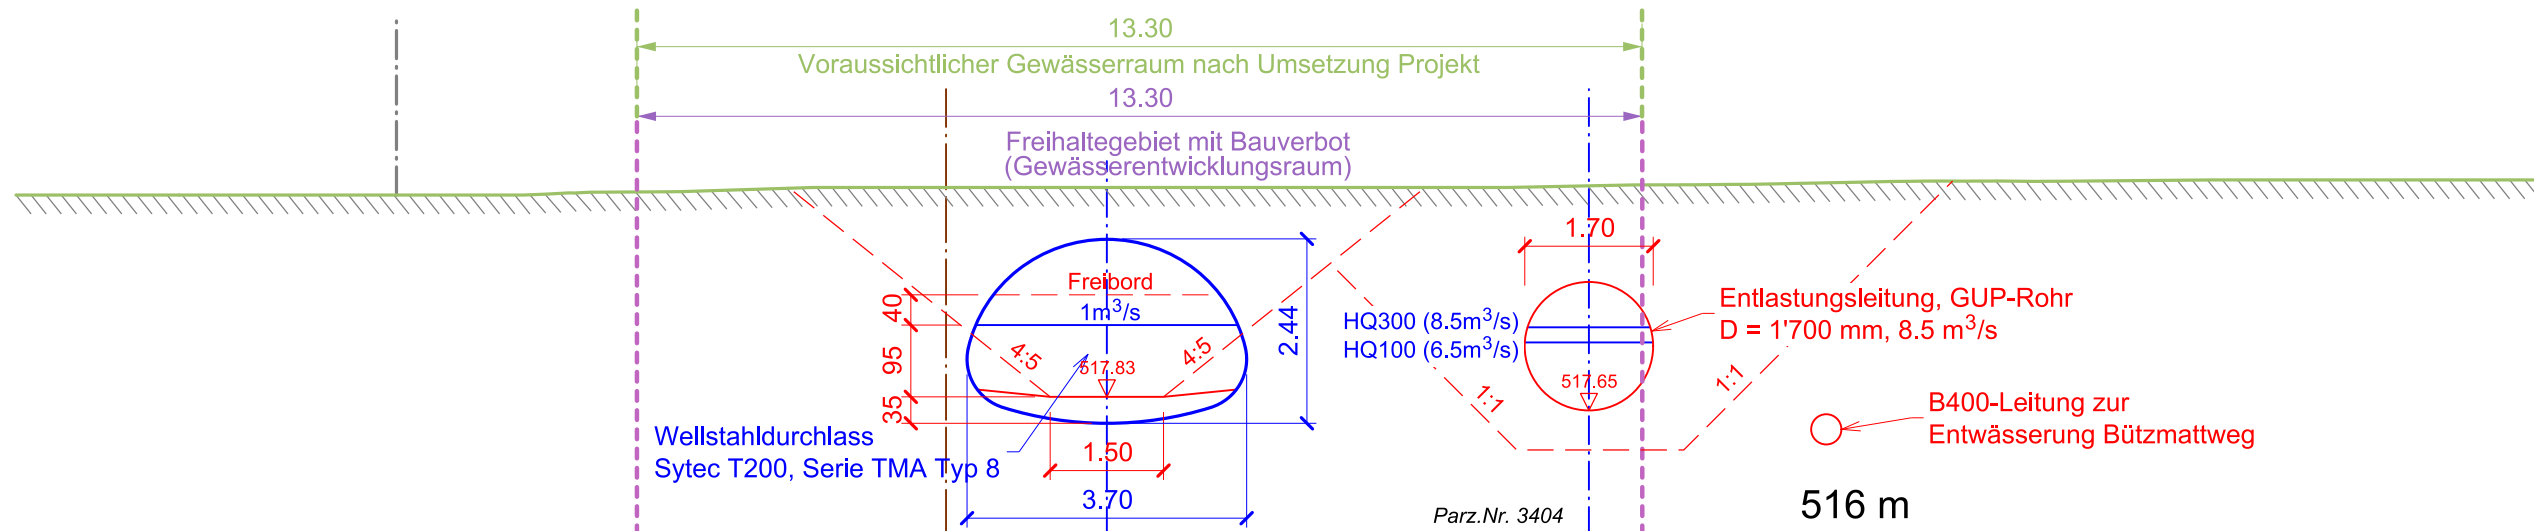 13.30
Voraussichtlicher Gewässerraum nach Umsetzung Projekt
13.30
Freihaltegebiet mit Bauverbot
(Gewässerentwicklungsraum)
1.70
Freibord
40
1m³/s
2.44
HQ300 (8.5m³/s)
HQ100 (6.5m³/s)
Entlastungsleitung, GUP-Rohr
D = 1'700 mm, 8.5 m³/s
95
4:5
517.83
4:5
517.65
1:1
1:1
35
B400-Leitung zur
Entwässerung Bützmattweg
Wellstahldurchlass
Sytec T200, Serie TMA Typ 8
1.50
3.70
Parz.Nr. 3404
516 m